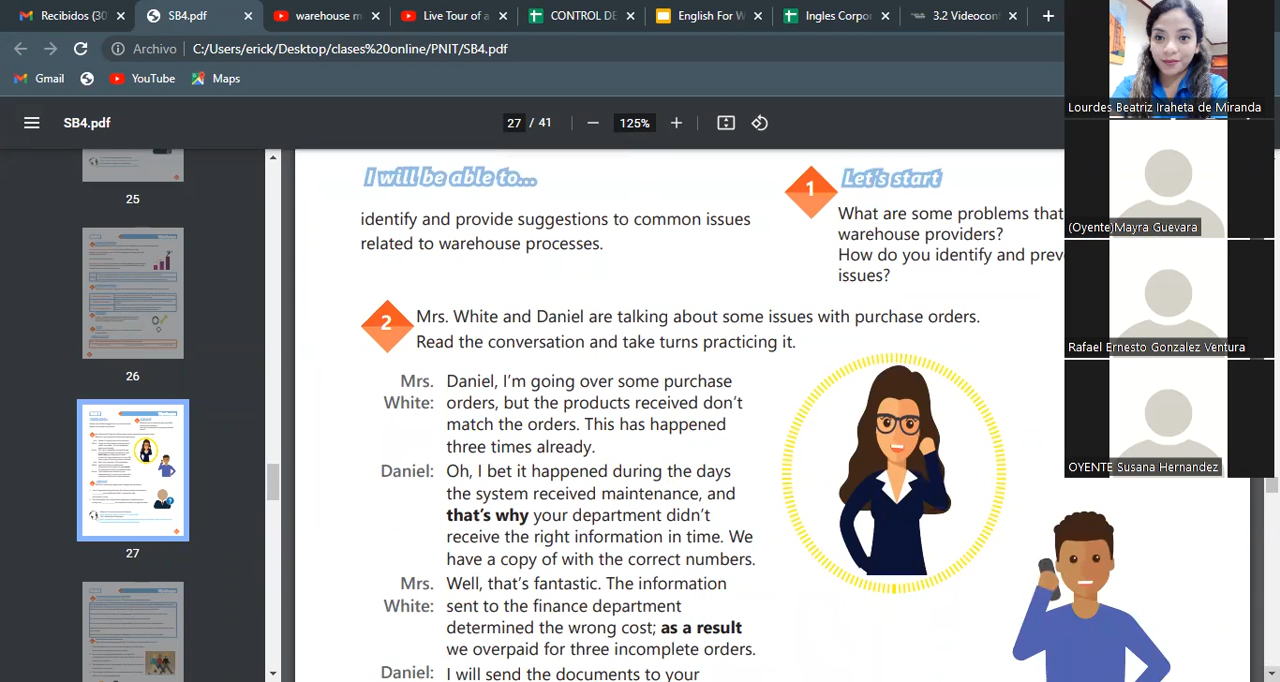 Recibidos (30
SB4.pdf
warehouse m
Live Tour of a
CONTROL DE
English For W
Ingles Corpor
3.2 Videocon
Archivo
C:/Users/erick/Desktop/clases%20online/PNIT/SB4.pdf
Gmail
YouTube
Maps
SB4.pdf
27 / 41
125%
25
26
27
I will be able to...
identify and provide suggestions to common issues
related to warehouse processes.
1
Let's start
What are some problems that
warehouse providers?
How do you identify and prev
issues?
2
Mrs. White and Daniel are talking about some issues with purchase orders.
Read the conversation and take turns practicing it.
Mrs. Daniel, I'm going over some purchase
White: orders, but the products received don't
match the orders. This has happened
three times already.
Daniel: Oh, I bet it happened during the days
the system received maintenance, and
that's why your department didn't
receive the right information in time. We
have a copy of with the correct numbers.
Mrs. Well, that's fantastic. The information
White: sent to the finance department
determined the wrong cost; as a result
we overpaid for three incomplete orders.
Daniel: I will send the documents to your
Lourdes Beatriz Iraheta de Miranda
(Oyente)Mayra Guevara
Rafael Ernesto Gonzalez Ventura
OYENTE Susana Hernandez